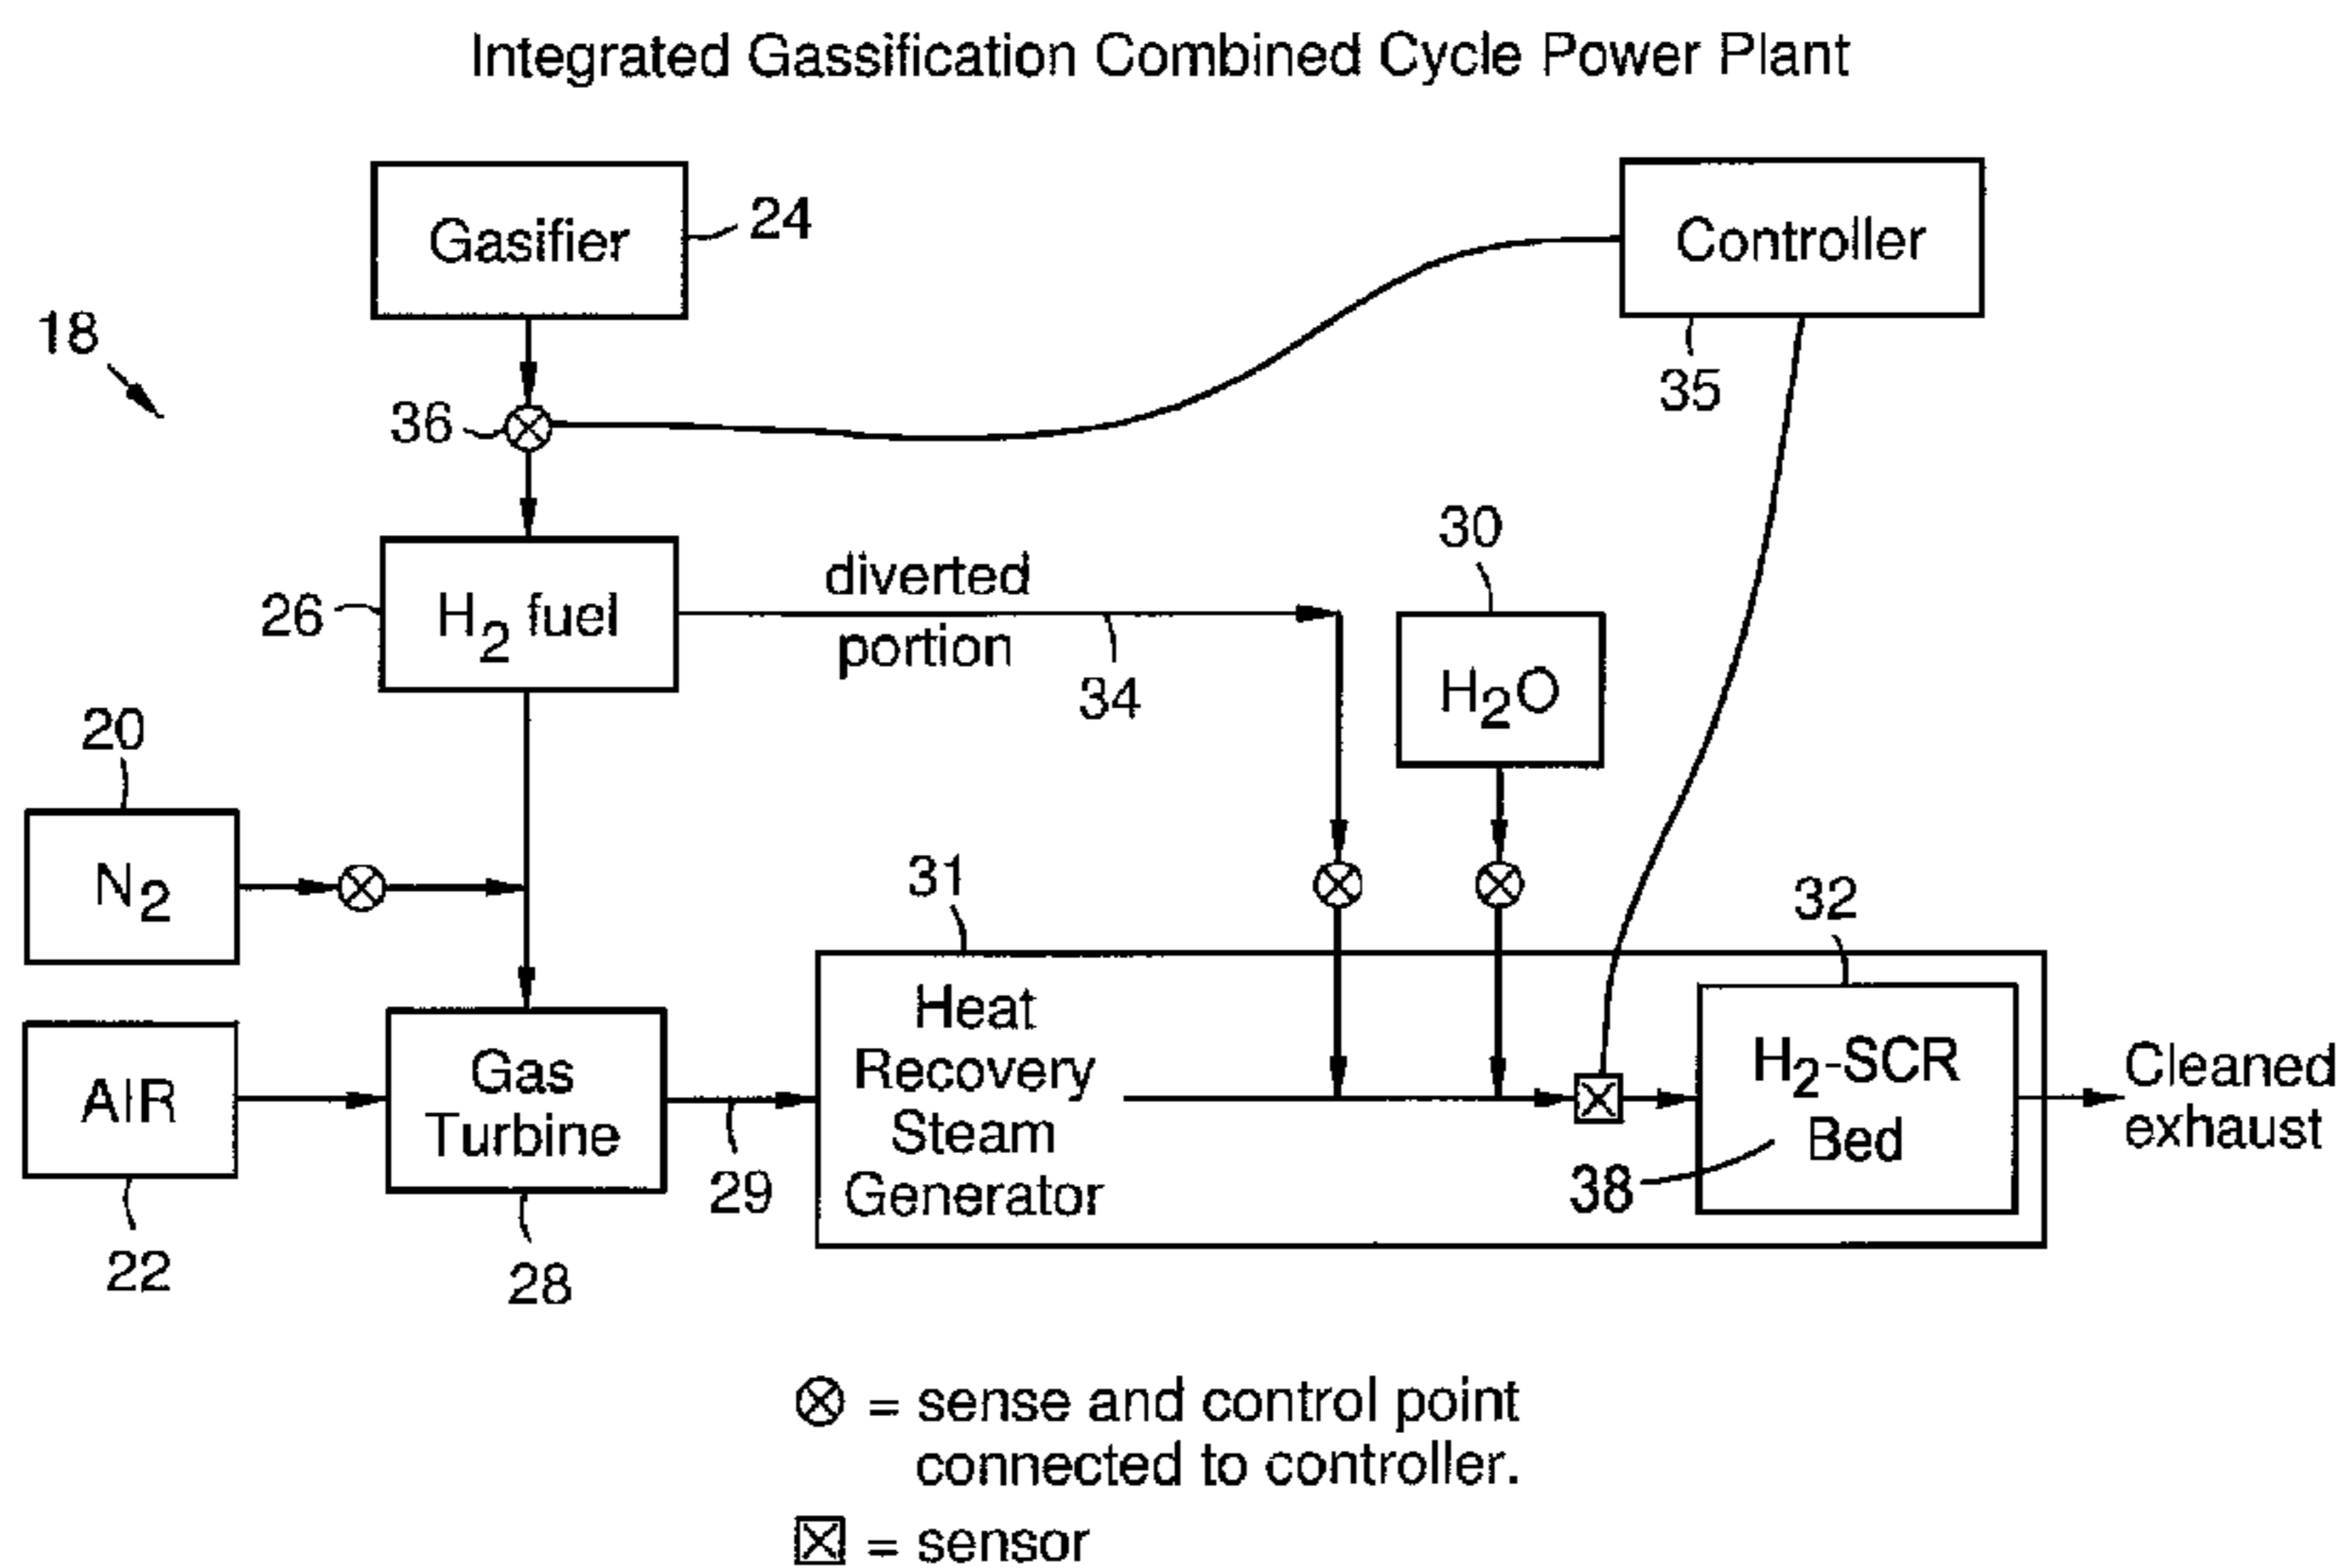 Integrated Gassification Combined Cycle Power Plant
Gasifier
24
Controller
35
18
36
26
H2 fuel
diverted
portion
34
30
H2O
20
N2
31
32
AIR
22
Gas
Turbine
28
29
Heat
Recovery
Steam
Generator
H2-SCR
Bed
38
Cleaned
exhaust
= sense and control point
connected to controller.
= sensor